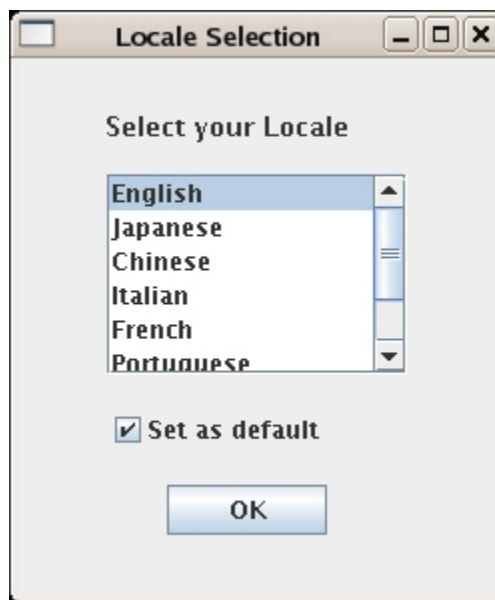 Locale Selection
Select your Locale
English
Japanese
Chinese
Italian
French
Portuguese
Set as default
OK